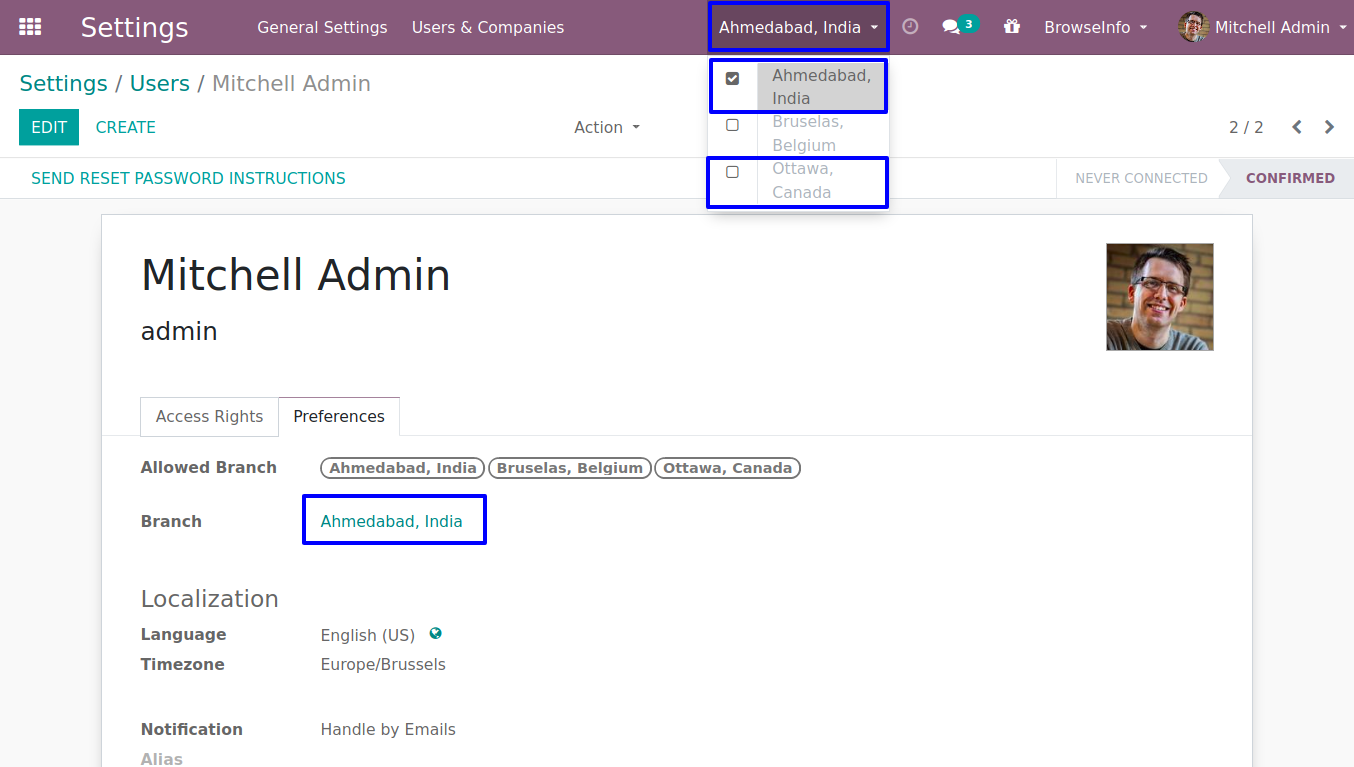 Settings
General Settings
Users & Companies
Ahmedabad, India
3
BrowseInfo
Mitchell Admin
Settings / Users / Mitchell Admin
Ahmedabad,
India
Bruselas,
Belgium
Ottawa,
Canada
EDIT
CREATE
Action
2 / 2
SEND RESET PASSWORD INSTRUCTIONS
NEVER CONNECTED
CONFIRMED
Mitchell Admin
admin
Access Rights
Preferences
Allowed Branch
Ahmedabad, India
Bruselas, Belgium
Ottawa, Canada
Branch
Ahmedabad, India
Localization
Language
English (US)
Timezone
Europe/Brussels
Notification
Handle by Emails
Alias